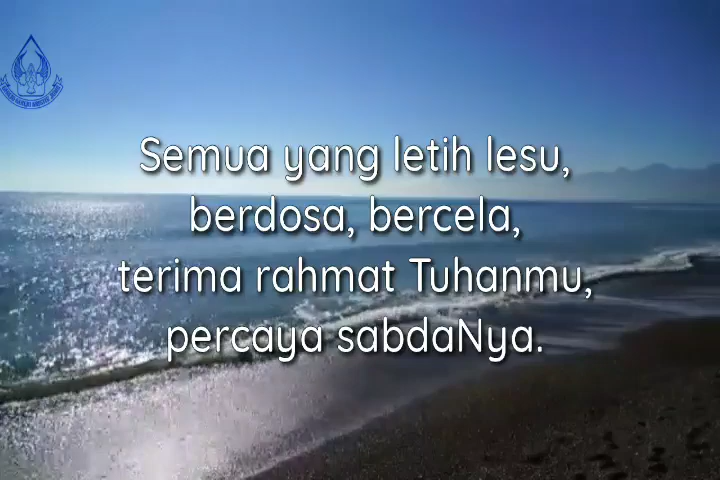 Semua yang letih lesu,
berdosa, bercela,
terima rahmat Tuhanmu,
percaya sabdaNya.